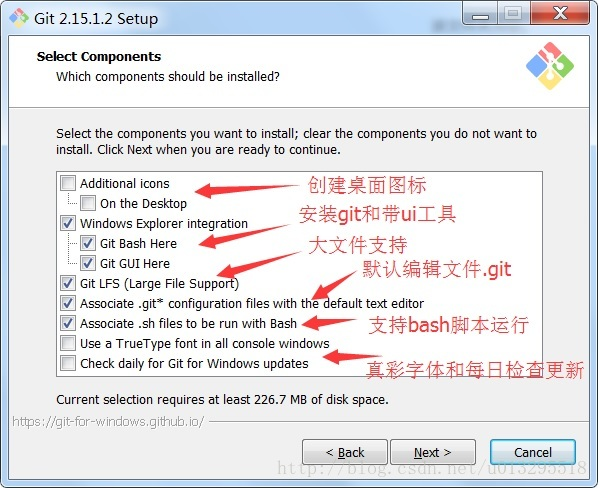 Git 2.15.1.2 Setup
Select Components
Which components should be installed?
Select the components you want to install; clear the components you do not want to
install. Click Next when you are ready to continue.
Additional icons
创建桌面图标
On the Desktop
安装git和带ui工具
Windows Explorer integration
Git Bash Here
大文件支持
Git GUI Here
默认编辑文件.git
Git LFS (Large File Support)
Associate .git* configuration files with the default text editor
Associate .sh files to be run with Bash
支持bash脚本运行
Use a TrueType font in all console windows
Check daily for Git for Windows updates
真彩字体和每日检查更新
Current selection requires at least 226.7 MB of disk space.
https://git-for-windows.github.io/
< Back
Next >
Cancel
http://blog.csdn.net/u013295518